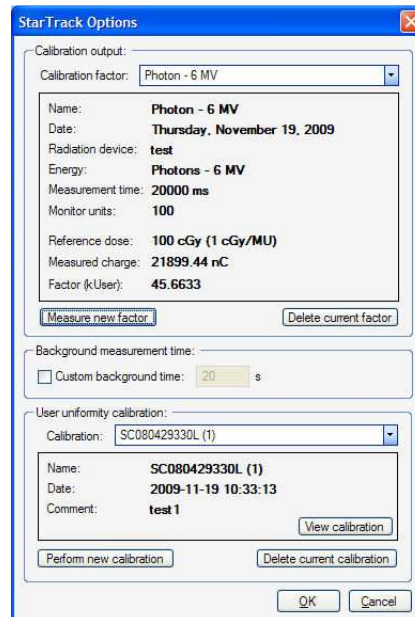 StarTrack Options
Calibration output:
Calibration factor: Photon - 6 MV
Name: Photon - 6 MV
Date: Thursday, November 19, 2009
Radiation device: test
Energy: Photons - 6 MV
Measurement time: 20000 ms
Monitor units: 100
Reference dose: 100 cGy (1 cGy/MU)
Measured charge: 21899.44 nC
Factor (kUser): 45.6633
Measure new factor Delete current factor
Background measurement time:
Custom background time: 20 s
User uniformity calibration:
Calibration: SC080429330L (1)
Name: SC080429330L (1)
Date: 2009-11-19 10:33:13
Comment: test1
View calibration
Perform new calibration Delete current calibration
OK Cancel